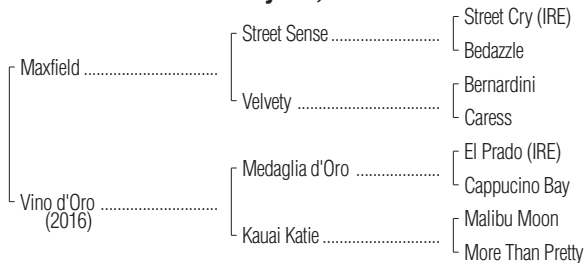 Street Cry (IRE)
Street Sense
Bedazzle
Maxfield
Bernardini
Velvety
Caress
El Prado (IRE)
Medaglia d'Oro
Cappucino Bay
Vino d'Oro
(2016)
Malibu Moon
Kauai Katie
More Than Pretty